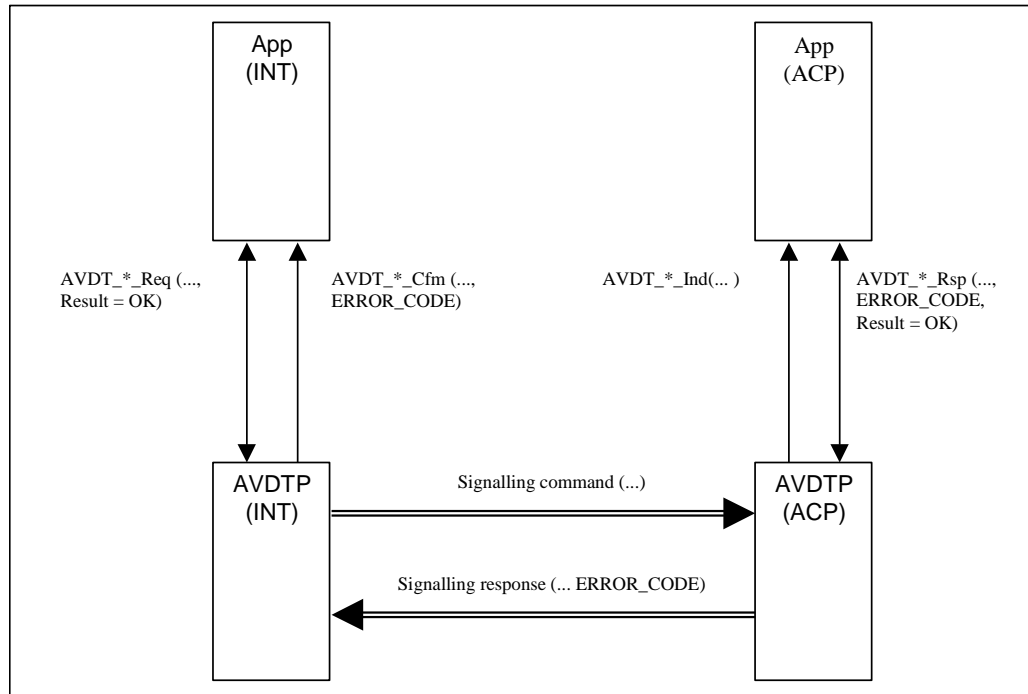 App
(INT)
App
(ACP)
AVDT_*_Req (...,
Result = OK)
AVDT_*_Cfm (...,
ERROR_CODE)
AVDT_*_Ind(... )
AVDT_*_Rsp (...,
ERROR_CODE,
Result = OK)
AVDTP
(INT)
Signalling command (...)
AVDTP
(ACP)
Signalling response (... ERROR_CODE)